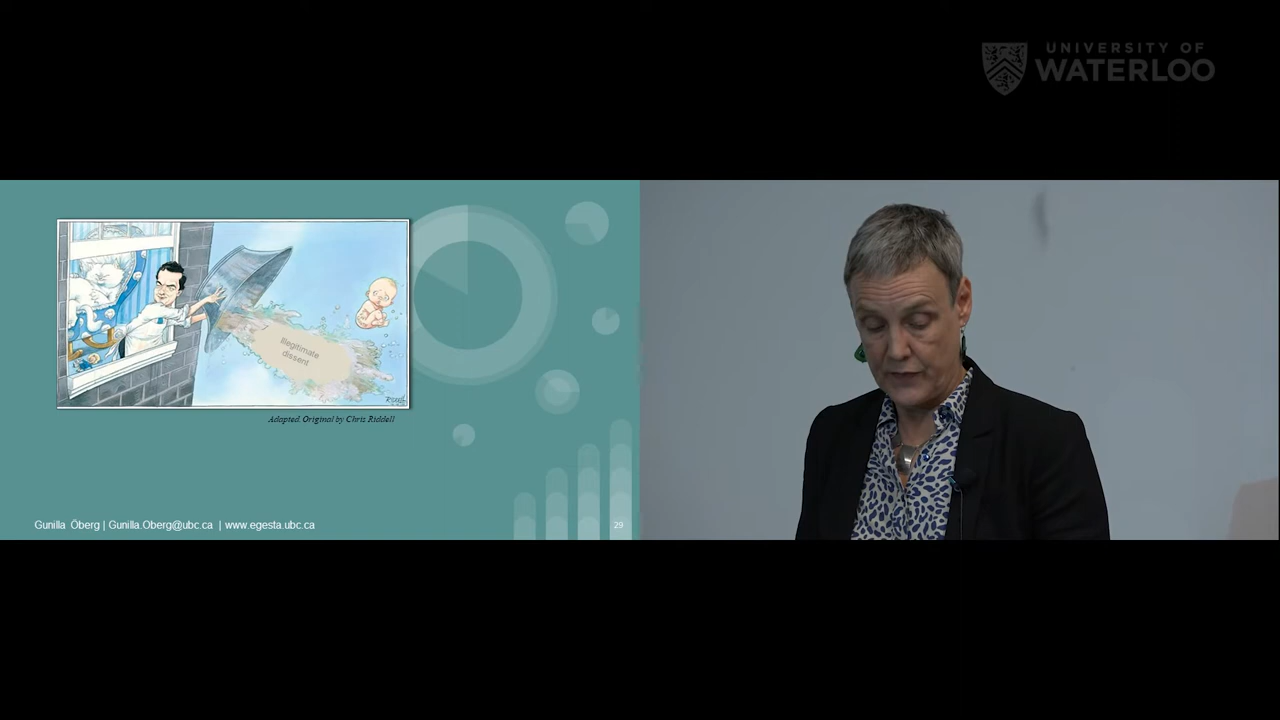 UNIVERSITY OF
WATERLOO
Illegitimate
dissent
Adapted. Original by Chris Riddell
Gunilla Öberg | Gunilla.Oberg@ubc.ca | www.egesta.ubc.ca
29